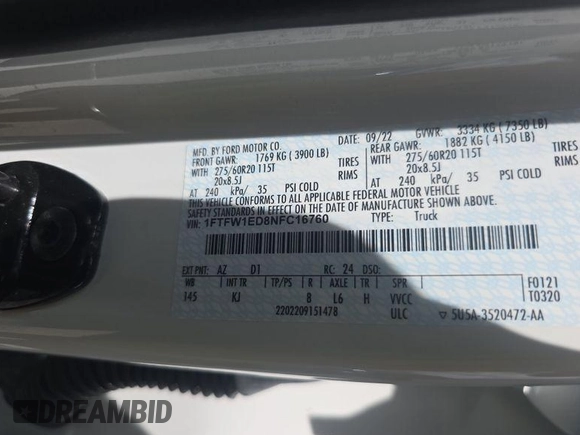 MFD. BY FORD MOTOR CO.
DATE: 09/22 GVWR: 3334 KG ( 7350 LB)
FRONT GAWR: 1769 KG ( 3900 LB)
REAR GAWR: 1882 KG ( 4150 LB)
WITH 275/60R20 115T TIRES
WITH 275/60R20 115T TIRES
20x8.5J RIMS
20x8.5J RIMS
AT 240 kPa/ 35 PSI COLD
AT 240 kPa/ 35 PSI COLD
THIS VEHICLE CONFORMS TO ALL APPLICABLE FEDERAL MOTOR VEHICLE
SAFETY STANDARDS IN EFFECT ON THE DATE OF MANUFACTURE SHOWN ABOVE.
VIN: 1FTFW1ED8NFC16760 TYPE: Truck
EXT PNT: AZ D1 RC: 24 DSO:
WB INT TR TP/PS R AXLE TR SPR
F0121
145 KJ 8 L6 H VVCC
T0320
2202209151478 ULC
5U5A-3520472-AA
DREAMBID